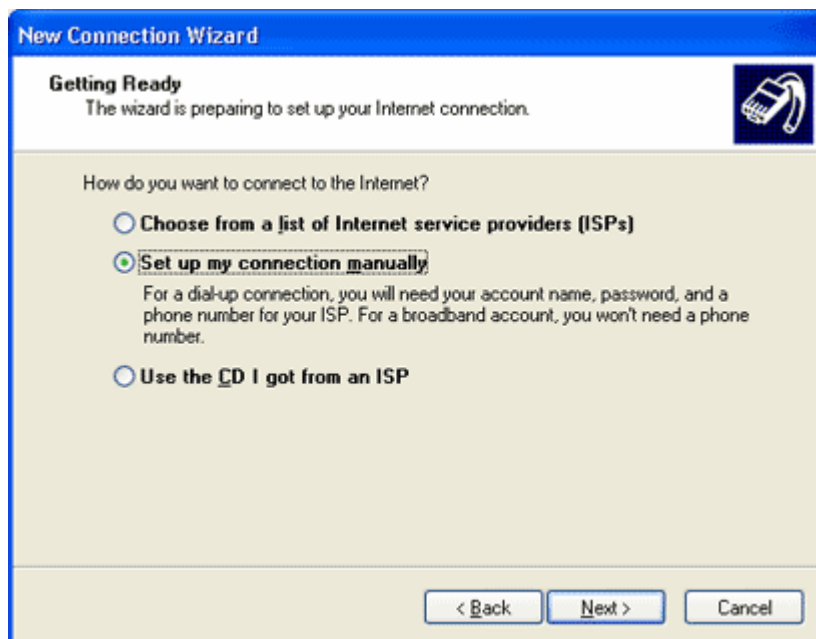 New Connection Wizard
Getting Ready
The wizard is preparing to set up your Internet connection.
How do you want to connect to the Internet?
Choose from a list of Internet service providers (ISPs)
Set up my connection manually
For a dial-up connection, you will need your account name, password, and a
phone number for your ISP. For a broadband account, you won't need a phone
number.
Use the CD I got from an ISP
< Back
Next >
Cancel